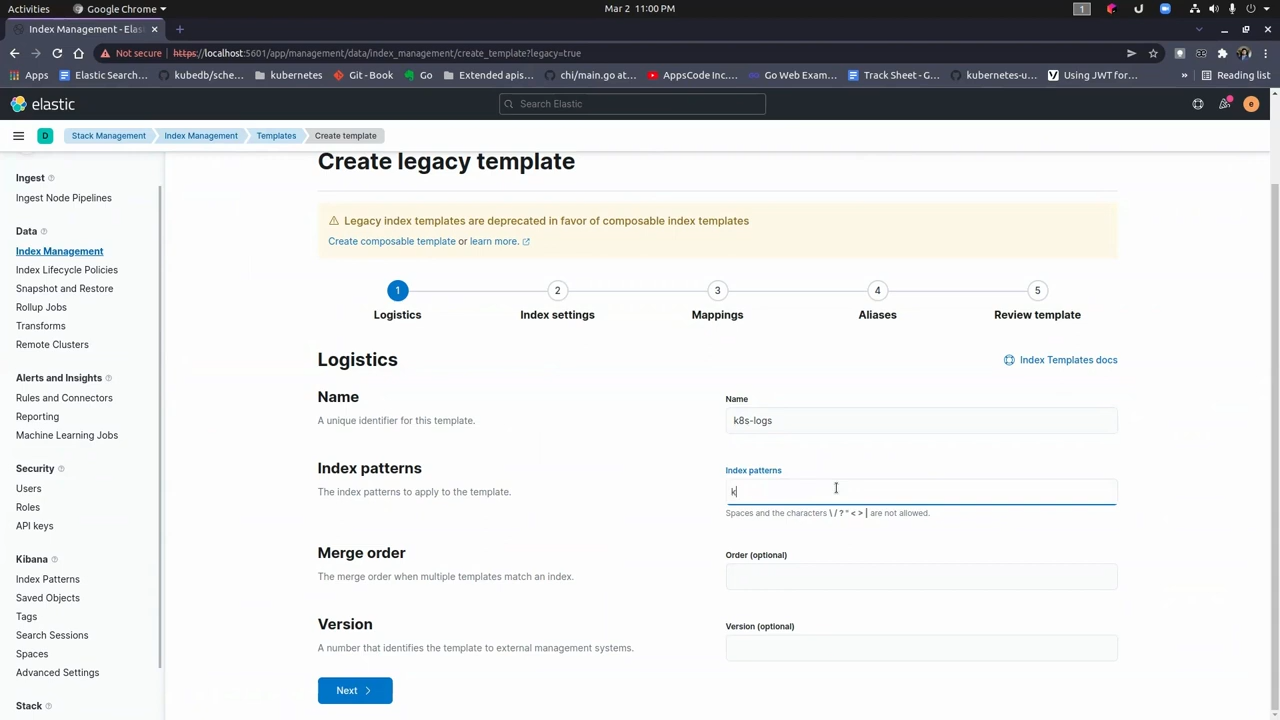 Activities
Google Chrome
Mar 2 11:00 PM
1
Index Management - Elas
Not secure
https://localhost:5601/app/management/data/index_management/create_template?legacy=true
Apps
Elastic Search...
kubedb/sche...
kubernetes
Git - Book
Go
Extended apis...
chi/main.go at...
AppsCode Inc...
Go Web Exam...
Track Sheet - G...
kubernetes-u...
Using JWT for...
»
Reading list
elastic
Search Elastic
e
D
Stack Management
Index Management
Templates
Create template
Ingest
Ingest Node Pipelines
Data
Index Management
Index Lifecycle Policies
Snapshot and Restore
Rollup Jobs
Transforms
Remote Clusters
Alerts and Insights
Rules and Connectors
Reporting
Machine Learning Jobs
Security
Users
Roles
API keys
Kibana
Index Patterns
Saved Objects
Tags
Search Sessions
Spaces
Advanced Settings
Stack
Create legacy template
Legacy index templates are deprecated in favor of composable index templates
Create composable template or learn more.
1
Logistics
2
Index settings
3
Mappings
4
Aliases
5
Review template
Logistics
Index Templates docs
Name
A unique identifier for this template.
Name
k8s-logs
Index patterns
The index patterns to apply to the template.
Index patterns
k
Spaces and the characters \ / ? " < > | are not allowed.
Merge order
The merge order when multiple templates match an index.
Order (optional)
Version
A number that identifies the template to external management systems.
Version (optional)
Next